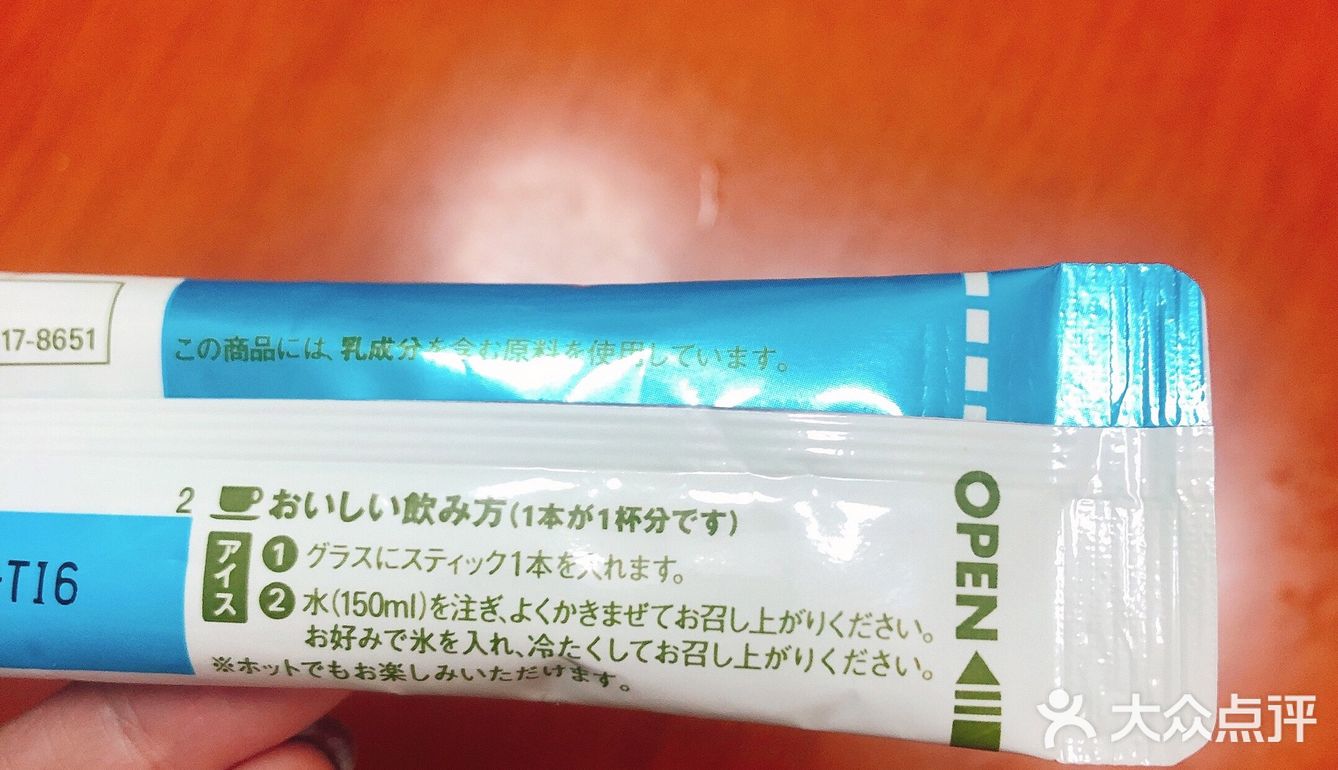 17-8651
この商品には、乳成分を含む原料を使用しています。
2
おいしい飲み方(1本が1杯分です)
アイス
1 グラスにスティック1本を入れます。
2 水(150ml)を注ぎ、よくかきまぜてお召し上がりください。
お好みで氷を入れ、冷たくしてお召し上がりください。
※ホットでもお楽しみいただけます。
-TI6
OPEN
大众点评